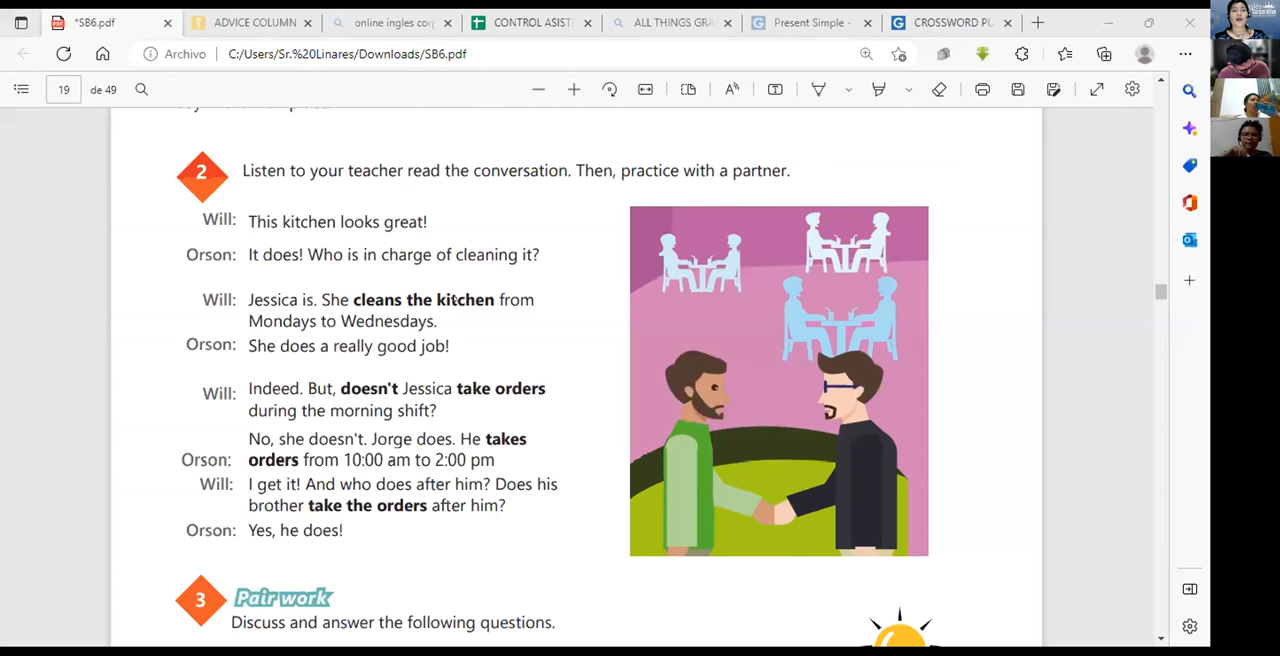 *SB6.pdf
ADVICE COLUMN
online ingles cor
CONTROL ASIST
ALL THINGS GRA
Present Simple -
CROSSWORD PU
Archivo
C:/Users/Sr.%20Linares/Downloads/SB6.pdf
19
de 49
2
Listen to your teacher read the conversation. Then, practice with a partner.
Will: This kitchen looks great!
Orson: It does! Who is in charge of cleaning it?
Will: Jessica is. She cleans the kitchen from
Mondays to Wednesdays.
Orson: She does a really good job!
Will: Indeed. But, doesn't Jessica take orders
during the morning shift?
No, she doesn't. Jorge does. He takes
Orson: orders from 10:00 am to 2:00 pm
Will: I get it! And who does after him? Does his
brother take the orders after him?
Orson: Yes, he does!
3
Pair work
Discuss and answer the following questions.